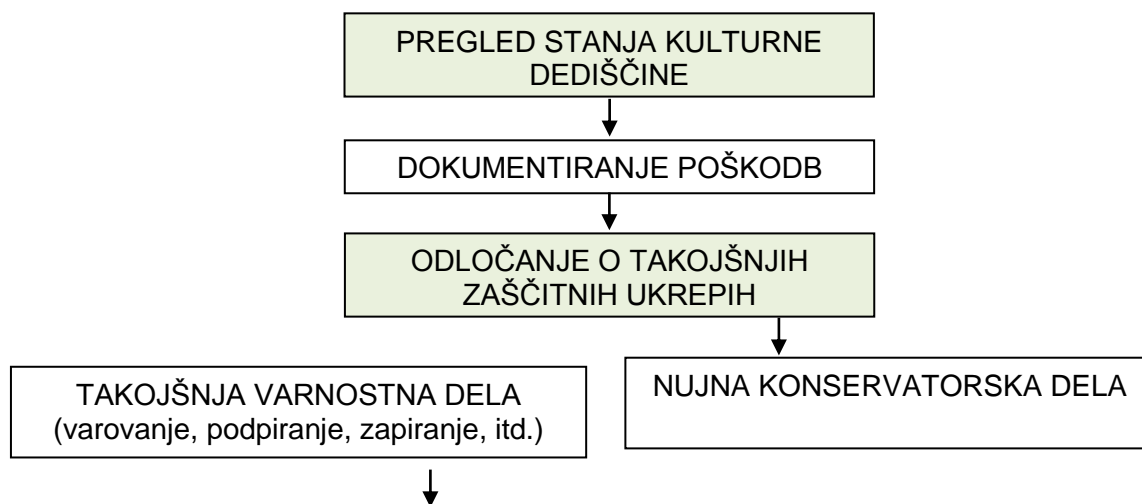 PREGLED STANJA KULTURNE
DEDIŠČINE
DOKUMENTIRANJE POŠKODB
ODLOČANJE O TAKOJŠNJIH
ZAŠČITNIH UKREPIH
TAKOJŠNJA VARNOSTNA DELA
(varovanje, podpiranje, zapiranje, itd.)
NUJNA KONSERVATORSKA DELA